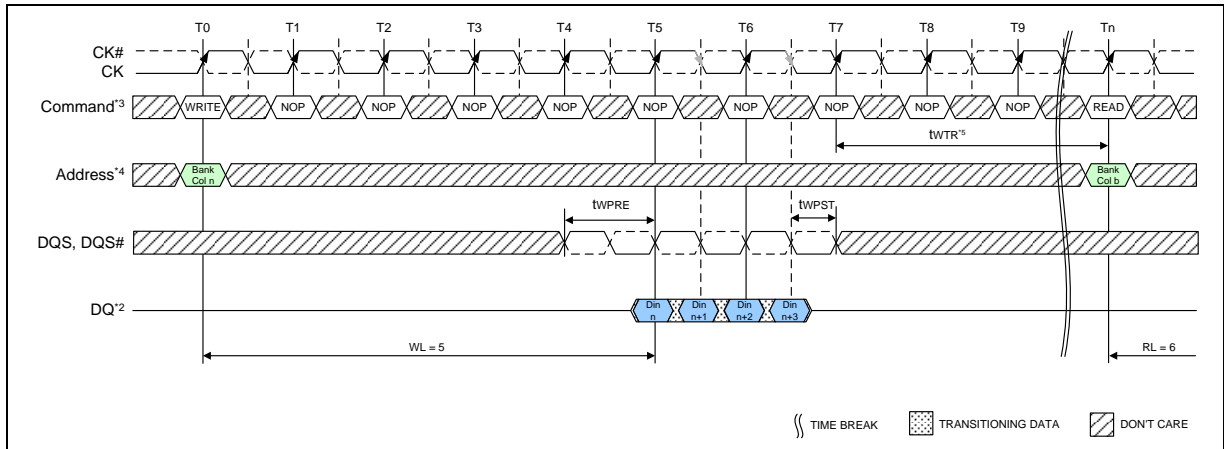 T0 T1 T2 T3 T4 T5 T6 T7 T8 T9 Tn
CK#
CK
Command*3 WRITE NOP NOP NOP NOP NOP NOP NOP NOP NOP READ
tWTR*5
Address*4 Bank Col n Bank Col b
tWPRE tWPST
DQS, DQS#
DQ*2 Din n Din n+1 Din n+2 Din n+3
WL = 5 RL = 6
TIME BREAK TRANSITIONING DATA DON'T CARE